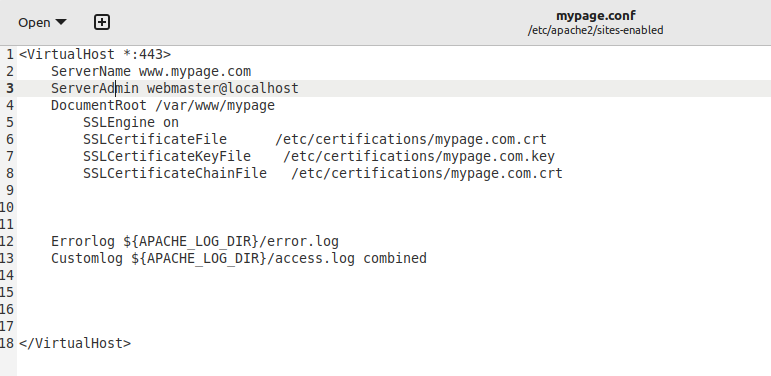 Open
mypage.conf
/etc/apache2/sites-enabled
1 <VirtualHost *:443>
2 ServerName www.mypage.com
3 ServerAdmin webmaster@localhost
4 DocumentRoot /var/www/mypage
5 SSLEngine on
6 SSLCertificateFile /etc/certifications/mypage.com.crt
7 SSLCertificateKeyFile /etc/certifications/mypage.com.key
8 SSLCertificateChainFile /etc/certifications/mypage.com.crt
9
10
11
12 Errorlog ${APACHE_LOG_DIR}/error.log
13 Customlog ${APACHE_LOG_DIR}/access.log combined
14
15
16
17
18 </VirtualHost>